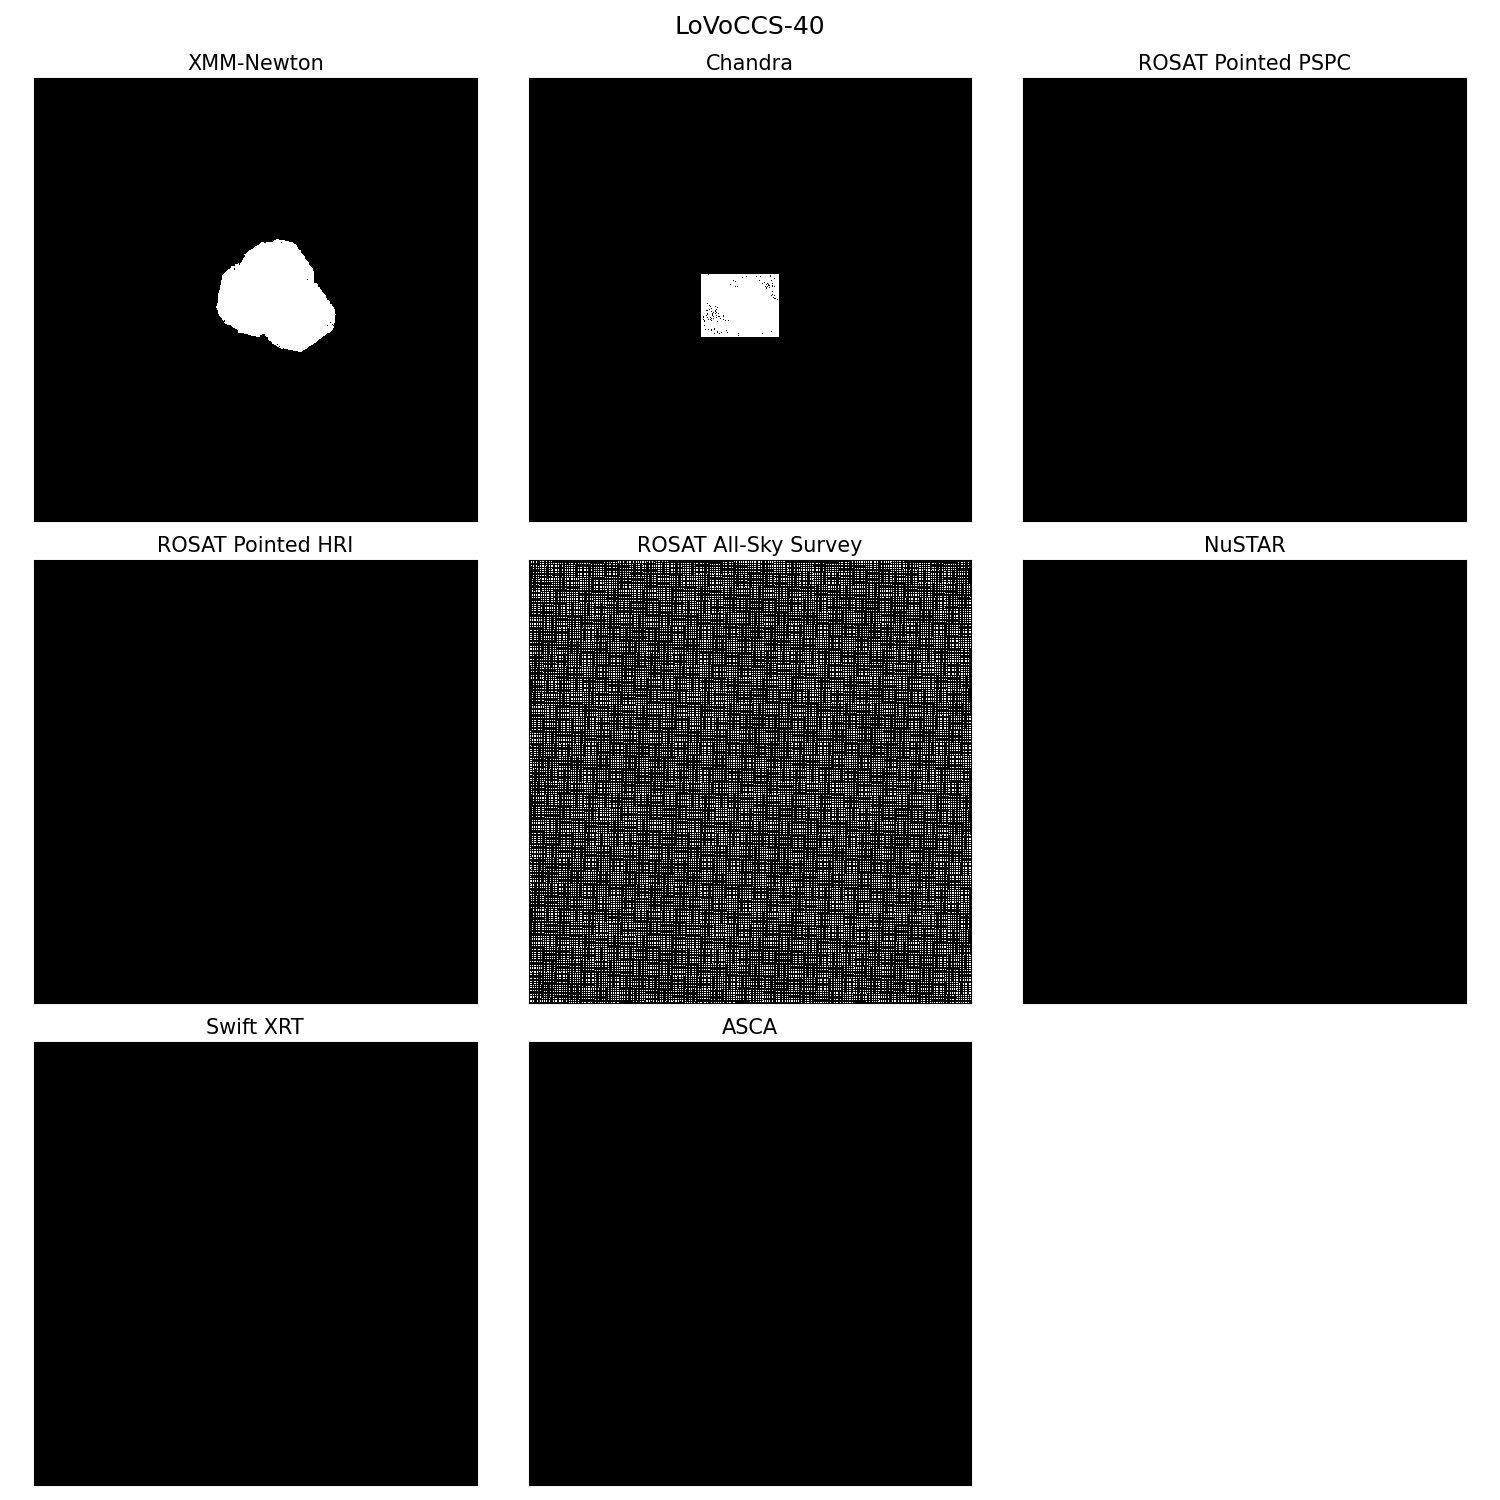 LoVoCCS-40
XMM-Newton
Chandra
ROSAT Pointed PSPC
ROSAT Pointed HRI
ROSAT All-Sky Survey
NuSTAR
Swift XRT
ASCA